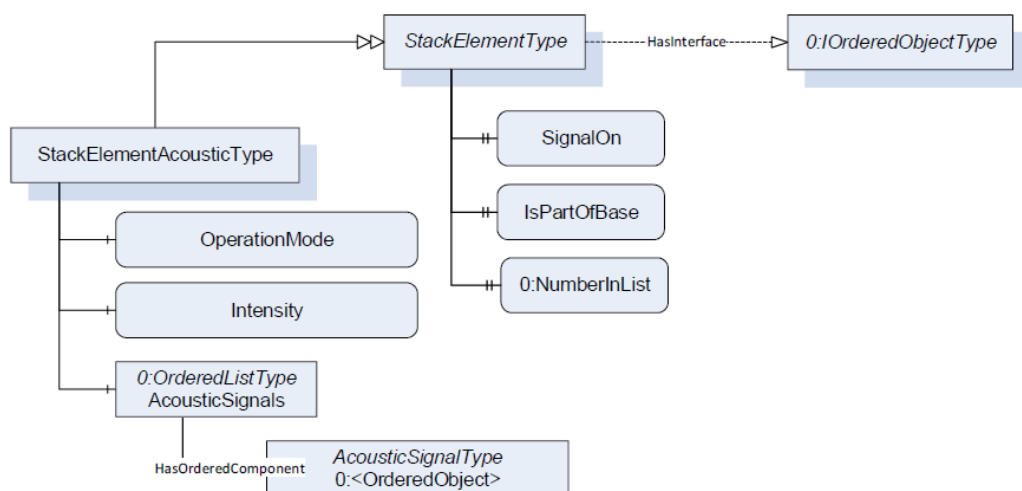 StackElementType
HasInterface
0:IOrderedObjectType
StackElementAcousticType
SignalOn
IsPartOfBase
0:NumberInList
OperationMode
Intensity
0:OrderedListType
AcousticSignals
HasOrderedComponent
AcousticSignalType
0:<OrderedObject>